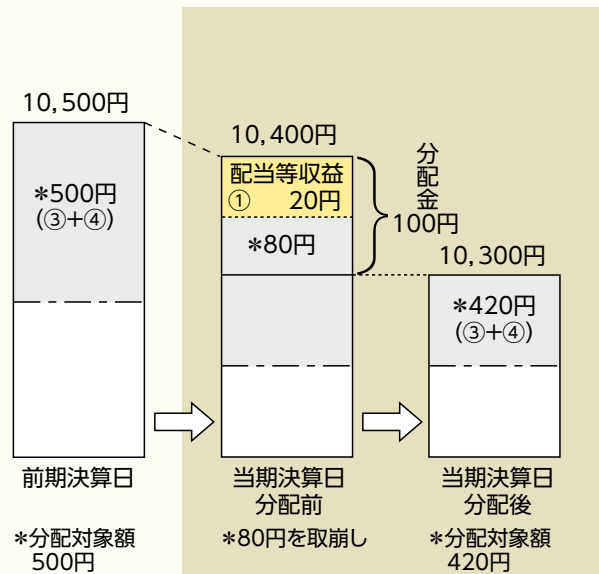 10,500円
*500円
(③+④)
前期決算日
*分配対象額
500円
10,400円
配当等収益
① 20円
*80円
分配金
100円
当期決算日
分配前
*80円を取崩し
10,300円
*420円
(③+④)
当期決算日
分配後
*分配対象額
420円